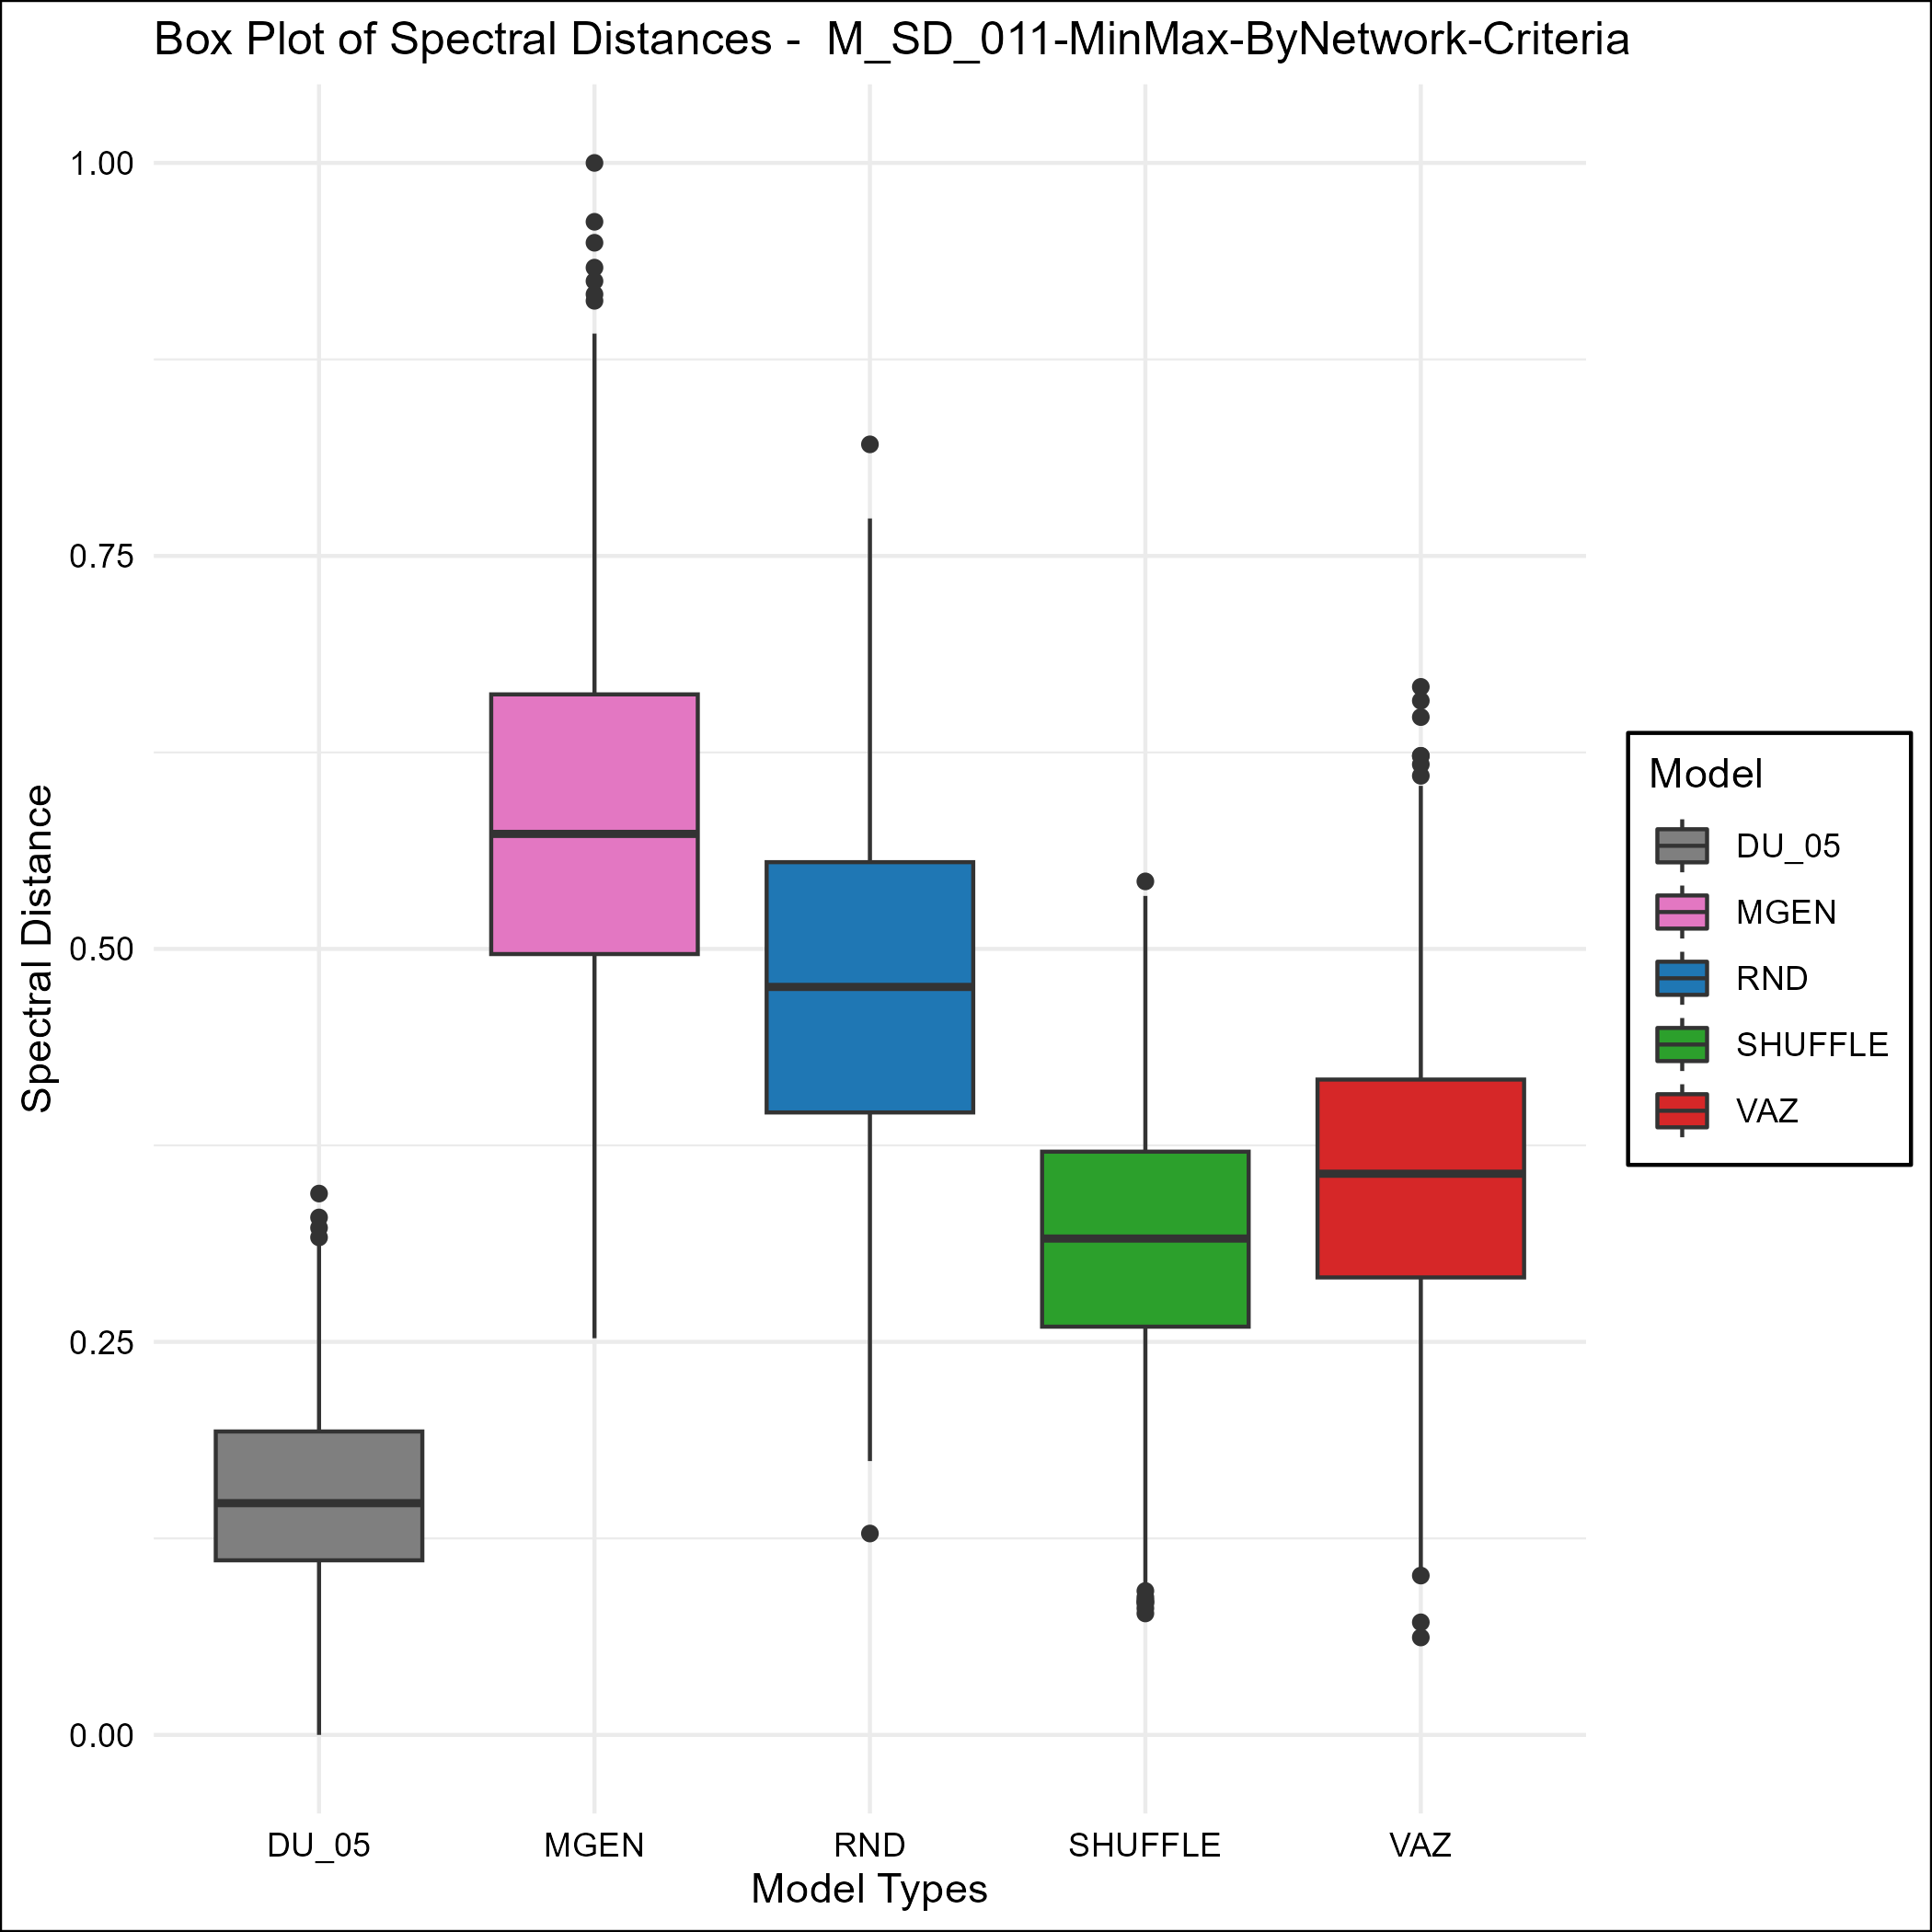 Box Plot of Spectral Distances -  M_SD_011-MinMax-ByNetwork-Criteria
Spectral Distance
1.00
0.75
0.50
0.25
0.00
DU_05
MGEN
RND
SHUFFLE
VAZ
Model Types
Model
DU_05
MGEN
RND
SHUFFLE
VAZ